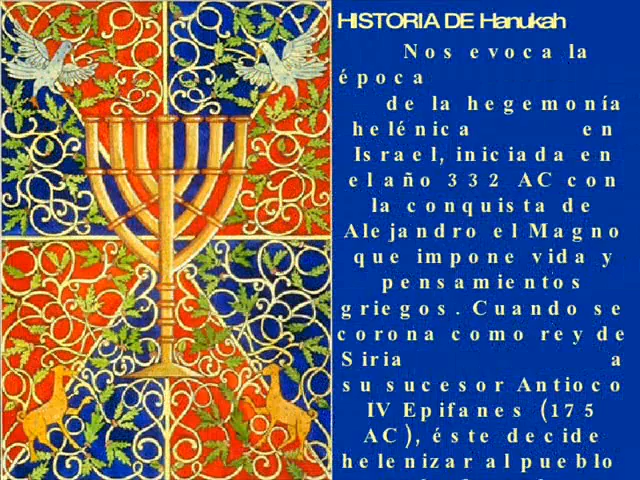 HISTORIA DE Hanukah
Nos evoca la
época
de la hegemonía
helénica en
Israel, iniciada en
el año 332 AC con
la conquista de
Alejandro el Magno
que impone vida y
pensamientos
griegos. Cuando se
corona como rey de
Siria a
su sucesor Antioco
IV Epifanes (175
AC), éste decide
helenizar al pueblo